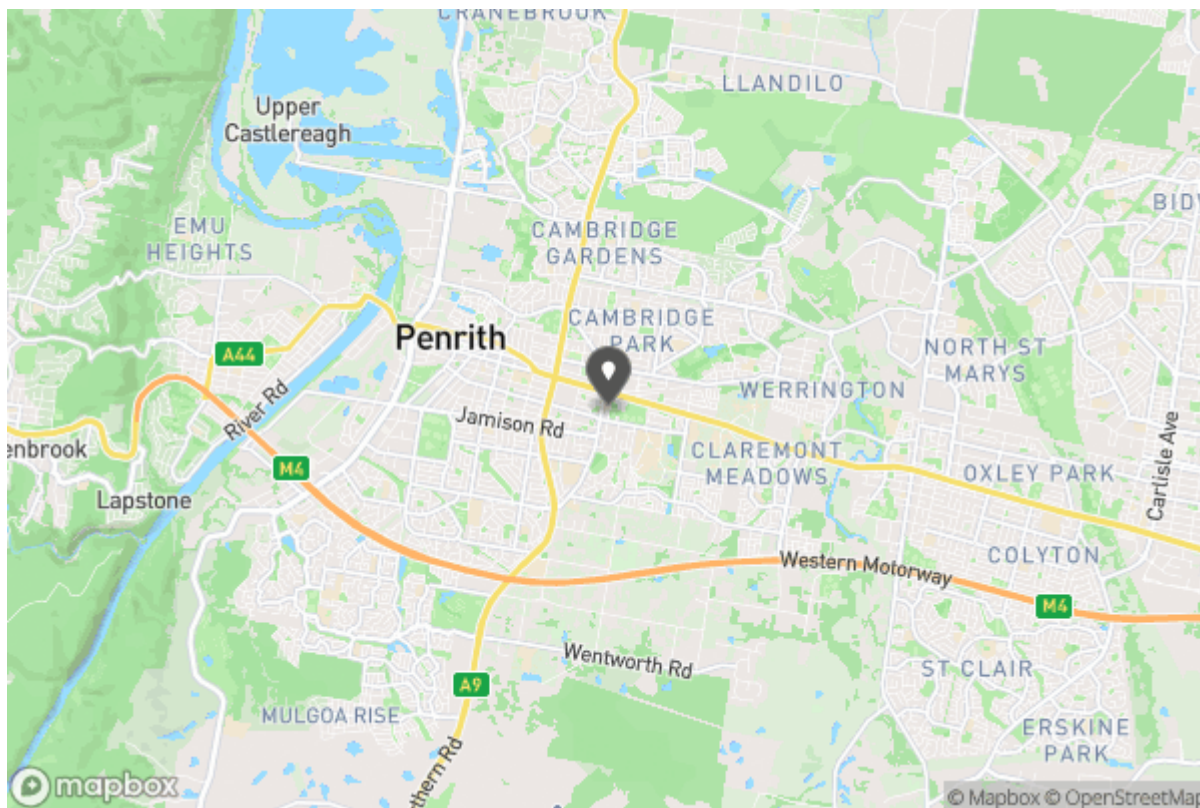 CRANEBROOK
LLANDILO
Upper
Castlereagh
BIDV
EMU
HEIGHTS
CAMBRIDGE
GARDENS
CAMBRIDGE
PARK
Penrith
A44
NORTH ST
MARYS
WERRINGTON
River Rd
Jamison Rd
Carlisle Ave
enbrook
M4
CLAREMONT
MEADOWS
OXLEY PARK
Lapstone
COLYTON
Western Motorway
M4
Wentworth Rd
ST CLAIR
A9
MULGOA RISE
ERSKINE
PARK
thern Rd
mapbox
© Mapbox © OpenStreetMap